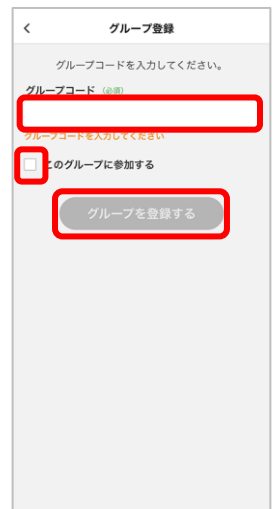 グループ登録
グループコードを入力してください。
グループコード (必須)
グループコードを入力してください
このグループに参加する
グループを登録する